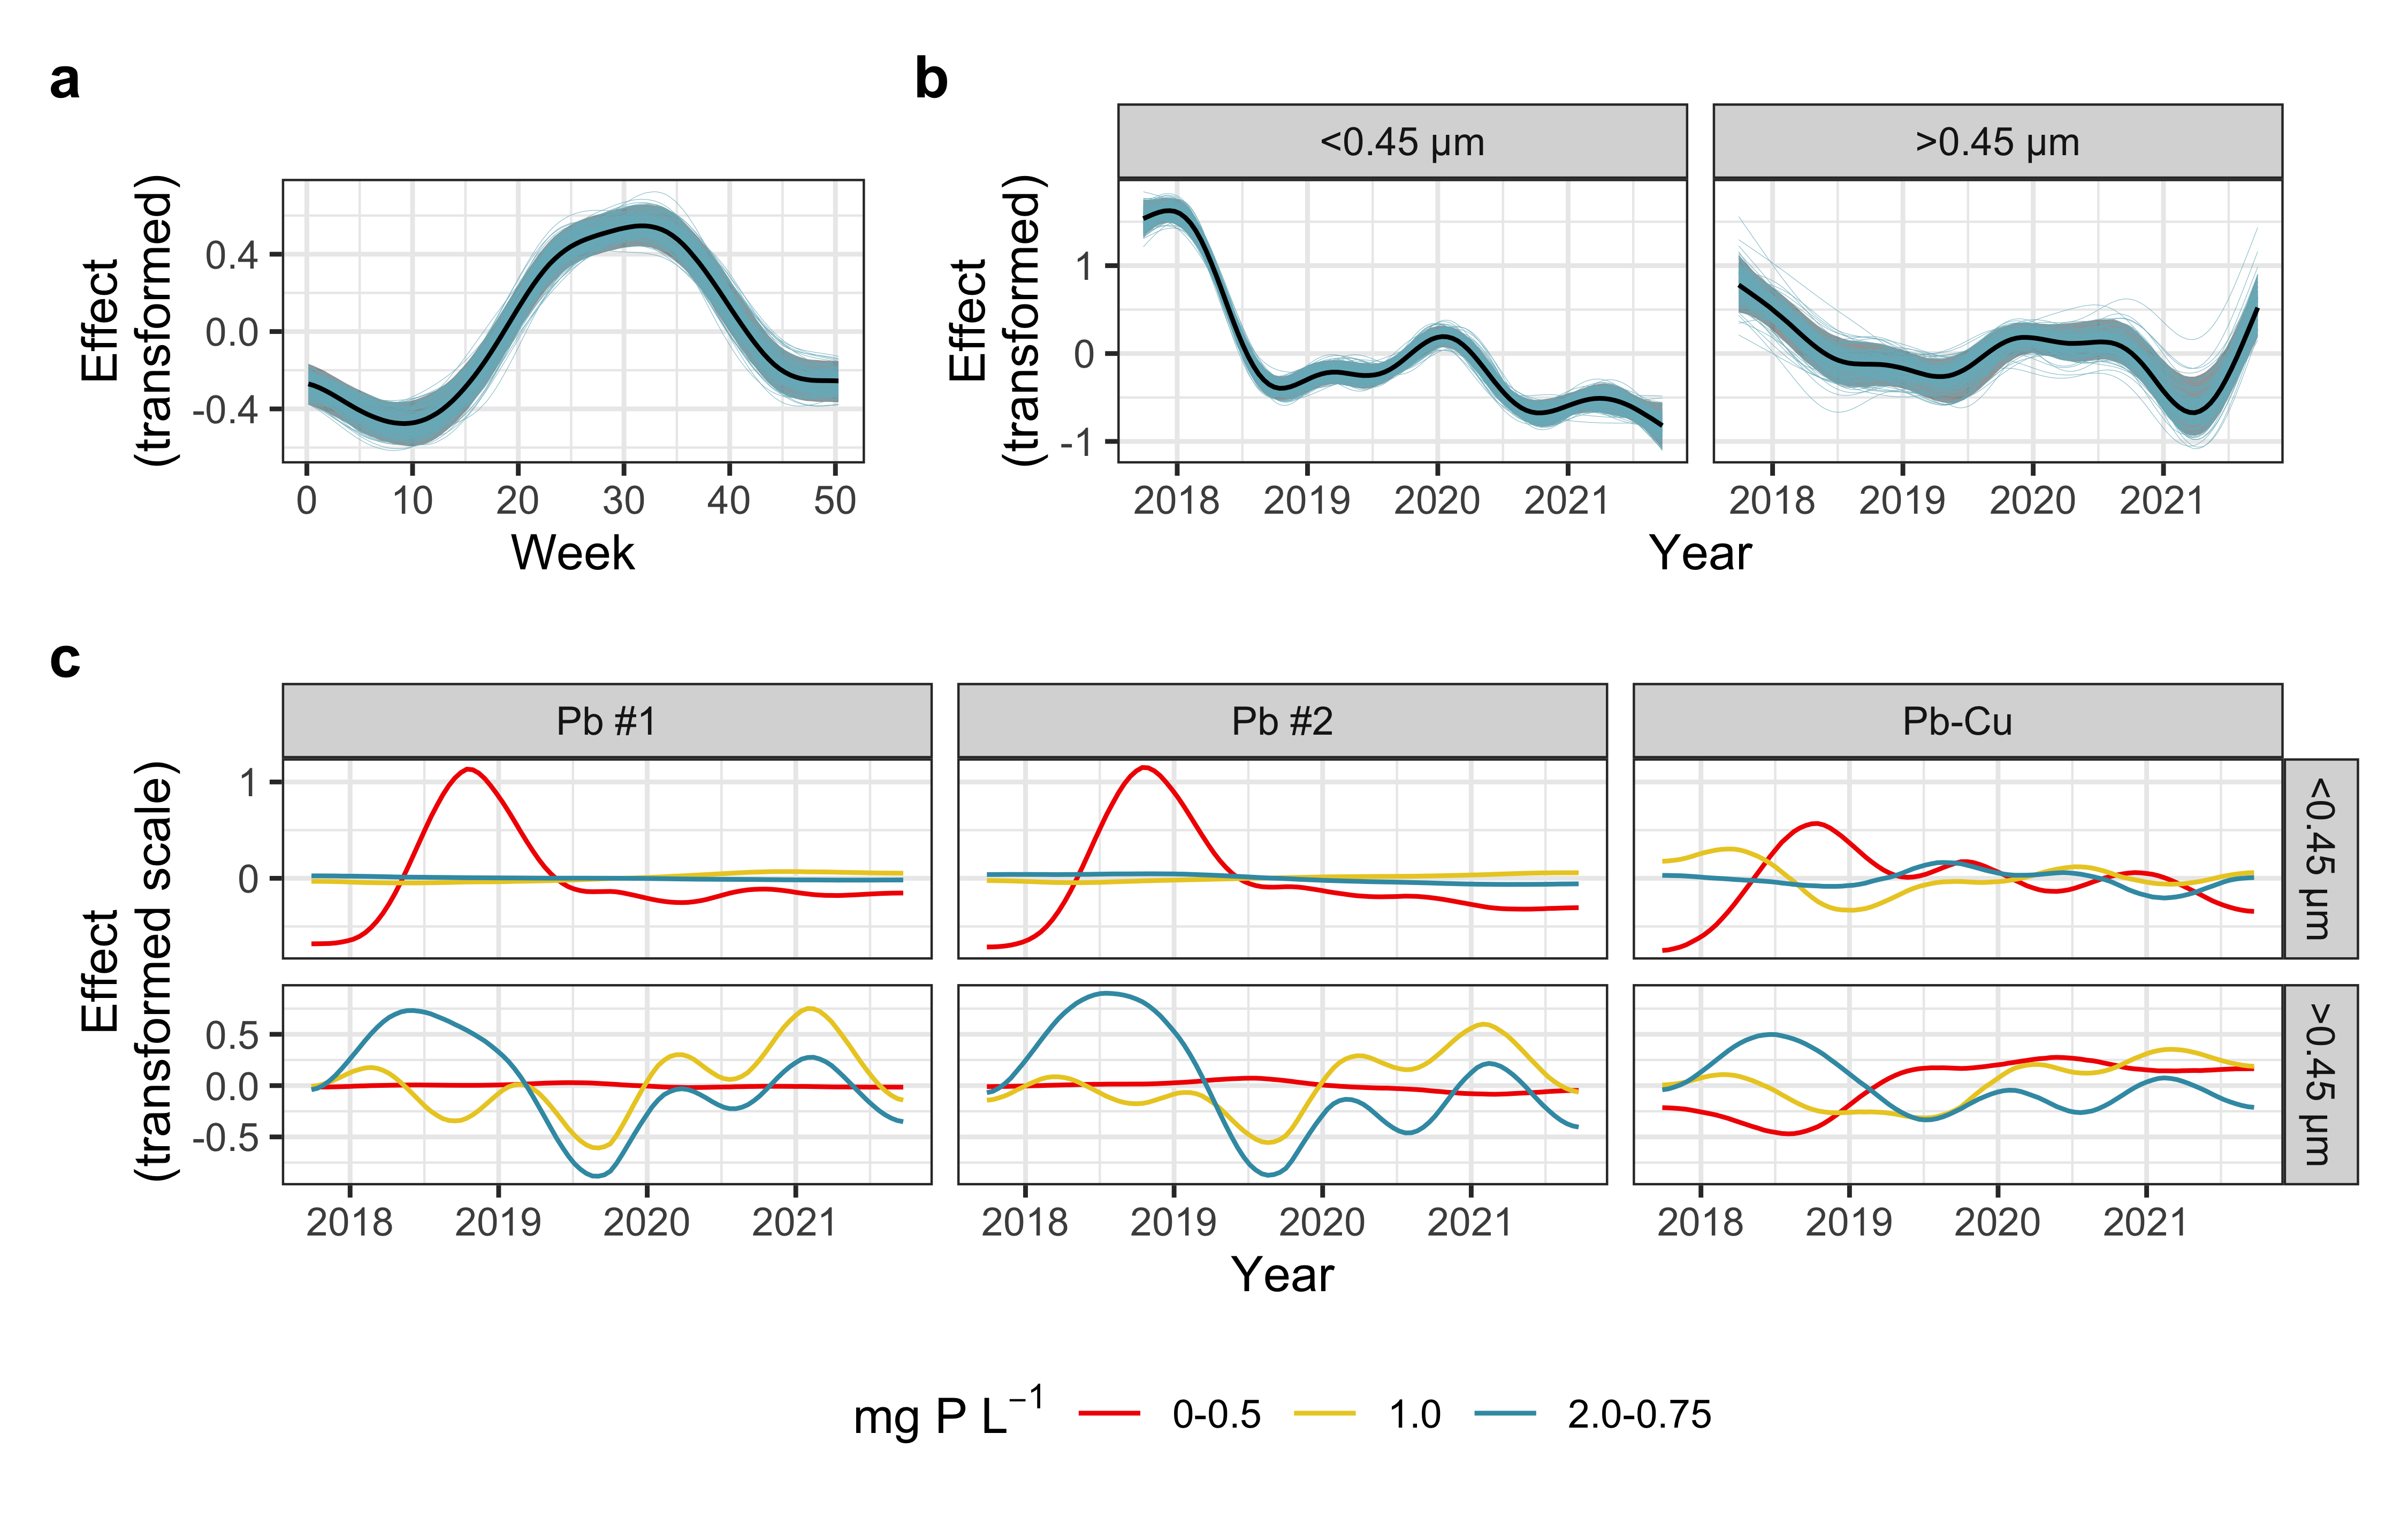 a
b
<0.45 µm
>0.45 µm
Effect
(transformed)
0.4
0.0
-0.4
0
10
20
30
40
50
Week
Effect
(transformed)
1
0
-1
2018
2019
2020
2021
2018
2019
2020
2021
Year
c
Pb #1
Pb #2
Pb-Cu
Effect
(transformed scale)
1
0
<0.45 µm
0.5
0.0
-0.5
>0.45 µm
2018
2019
2020
2021
2018
2019
2020
2021
2018
2019
2020
2021
Year
mg P L⁻¹ 0-0.5 1.0 2.0-0.75